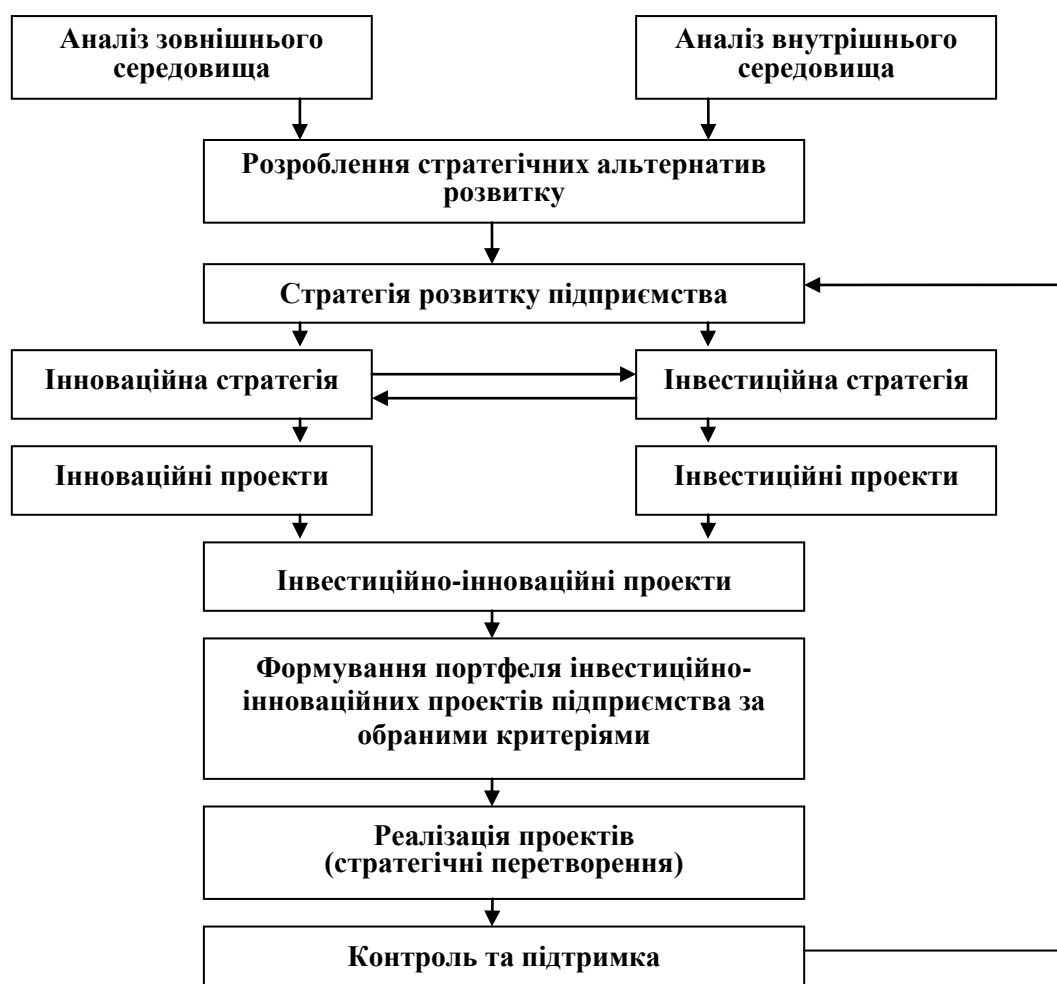 Аналіз зовнішнього
середовища
Аналіз внутрішнього
середовища
Розроблення стратегічних альтернатив
розвитку
Стратегія розвитку підприємства
Інноваційна стратегія
Інвестиційна стратегія
Інноваційні проекти
Інвестиційні проекти
Інвестиційно-інноваційні проекти
Формування портфеля інвестиційно-
інноваційних проектів підприємства за
обраними критеріями
Реалізація проектів
(стратегічні перетворення)
Контроль та підтримка